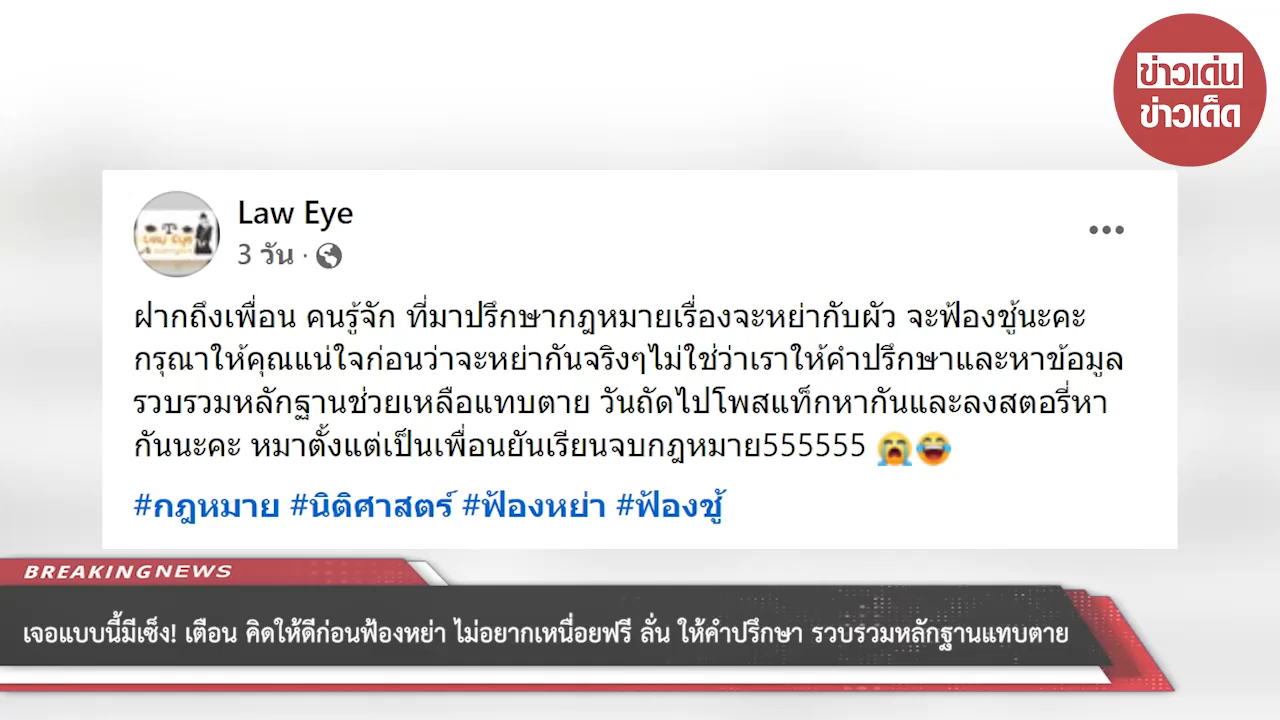 ข่าวเด่น
ข่าวเด็ด
Law Eye
3 วัน ·
ฝากถึงเพื่อน คนรู้จัก ที่มาปรึกษากฎหมายเรื่องจะหย่ากับผัว จะฟ้องชู้นะคะ
กรุณาให้คุณแน่ใจก่อนว่าจะหย่ากันจริงๆไม่ใช่ว่าเราให้คำปรึกษาและหาข้อมูล
รวบรวมหลักฐานช่วยเหลือแทบตาย วันถัดไปโพสแท็กหากันและลงสตอรี่หา
กันนะคะ หมาตั้งแต่เป็นเพื่อนยันเรียนจบกฎหมาย555555 😭😂
#กฎหมาย #นิติศาสตร์ #ฟ้องหย่า #ฟ้องชู้
BREAKINGNEWS
เจอแบบนี้มีเซ็ง! เตือน คิดให้ดีก่อนฟ้องหย่า ไม่อยากเหนื่อยฟรี ลั่น ให้คำปรึกษา รวบรวมหลักฐานแทบตาย